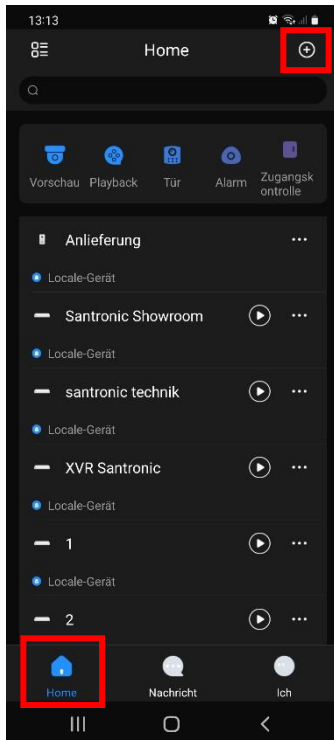 13:13
Home
Vorschau Playback Tür Alarm Zugangsk
ontrolle
Anlieferung
Locale-Gerät
Santronic Showroom
Locale-Gerät
santronic technik
Locale-Gerät
XVR Santronic
Locale-Gerät
1
Locale-Gerät
2
Home Nachricht Ich